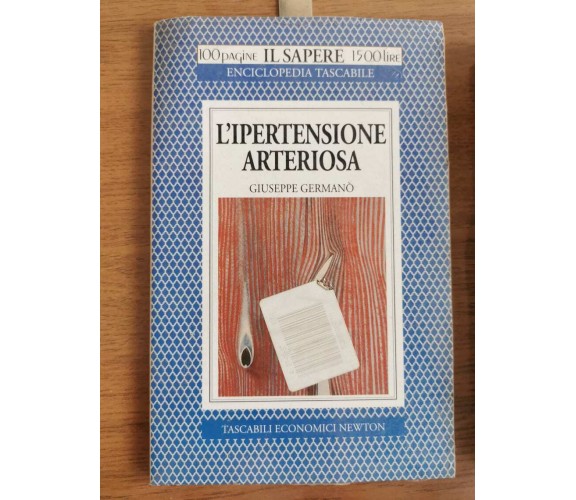 100 pagine IL SAPERE 1500 lire
ENCICLOPEDIA TASCABILE
L'IPERTENSIONE
ARTERIOSA
GIUSEPPE GERMANÒ
TASCABILI ECONOMICI NEWTON